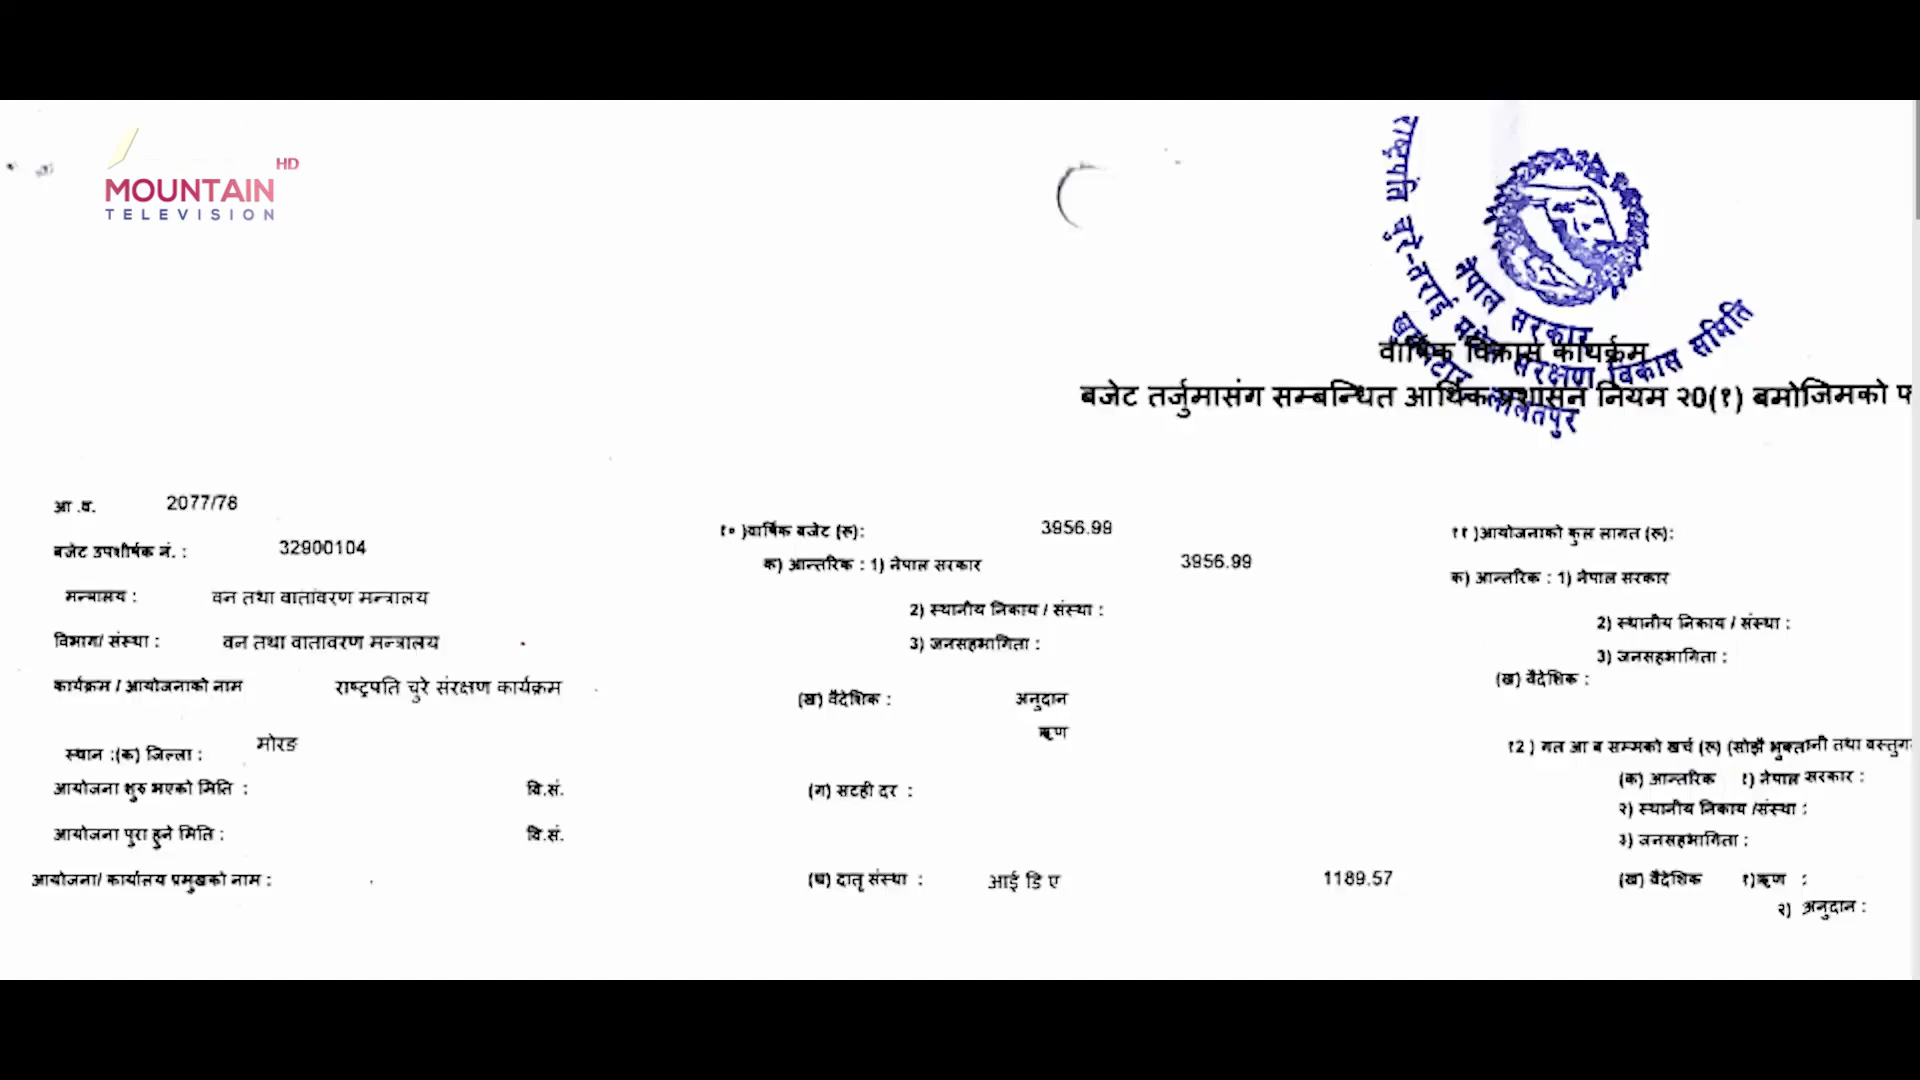 HD
MOUNTAIN
TELEVISION
राष्ट्रपति चुरे-तराई मधेश संरक्षण विकास समिति
नेपाल सरकार
वार्षिक विकास कार्यक्रम
बजेट तर्जुमासंग सम्बन्धित आर्थिक प्रशासन नियम २0(१) बमोजिमको
ललितपुर
आ .व. 2077/78
बजेट उपशीर्षक नं. : 32900104
मन्त्रालय : वन तथा वातावरण मन्त्रालय
विभाग/ संस्था : वन तथा वातावरण मन्त्रालय
कार्यक्रम / आयोजनाको नाम राष्ट्रपति चुरे संरक्षण कार्यक्रम
स्थान :(क) जिल्ला : मोरङ
आयोजना शुरु भएको मिति : वि.सं.
आयोजना पुरा हुने मिति : वि.सं.
आयोजना/ कार्यालय प्रमुखको नाम :
१० )वार्षिक बजेट (रू): 3956.99
क) आन्तरिक : 1) नेपाल सरकार 3956.99
2) स्थानीय निकाय / संस्था :
3) जनसहभागिता :
(ख) वैदेशिक : अनुदान
ऋण
(ग) सटही दर :
(घ) दातृ संस्था : आई डि ए 1189.57
११ )आयोजनाको कुल लागत (रू):
क) आन्तरिक : 1) नेपाल सरकार
2) स्थानीय निकाय / संस्था :
3) जनसहभागिता :
(ख) वैदेशिक :
१2 ) गत आ ब सम्मको खर्च (रू) (सोझै भुक्तानी तथा वस्तुगत
(क) आन्तरिक १) नेपाल सरकार :
२) स्थानीय निकाय /संस्था :
३) जनसहभागिता :
(ख) वैदेशिक १)ऋण :
२) अनुदान :